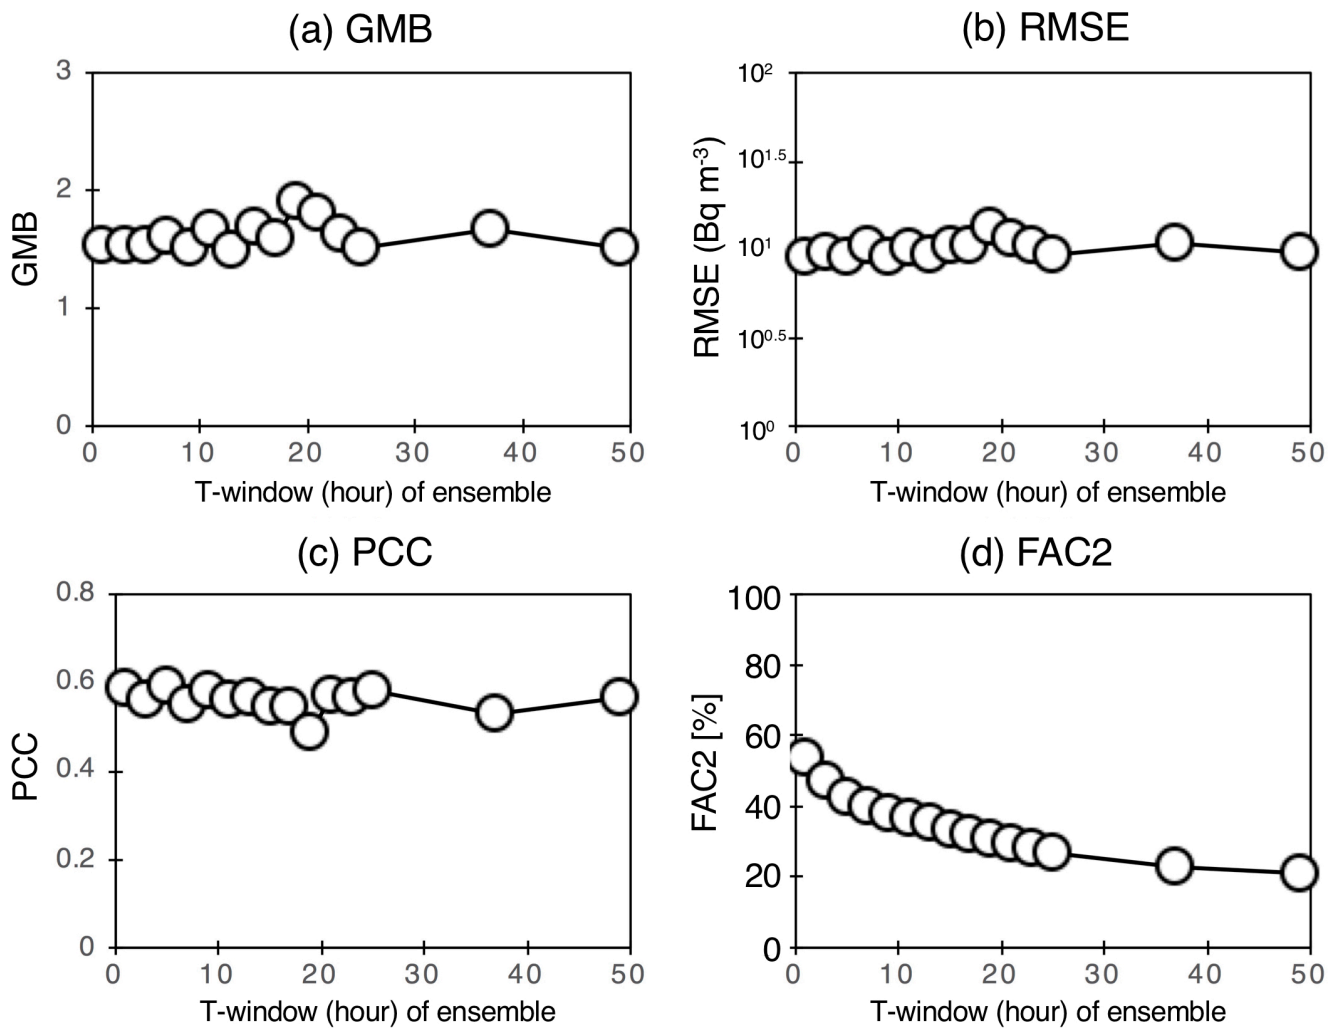 (a) GMB
3
2
1
0
GMB
0 10 20 30 40 50
T-window (hour) of ensemble
(b) RMSE
10²
10¹·⁵
10¹
10⁰·⁵
10⁰
RMSE (Bq m⁻³)
0 10 20 30 40 50
T-window (hour) of ensemble
(c) PCC
0.8
0.6
0.4
0.2
0
PCC
0 10 20 30 40 50
T-window (hour) of ensemble
(d) FAC2
100
80
60
40
20
0
FAC2 [%]
0 10 20 30 40 50
T-window (hour) of ensemble